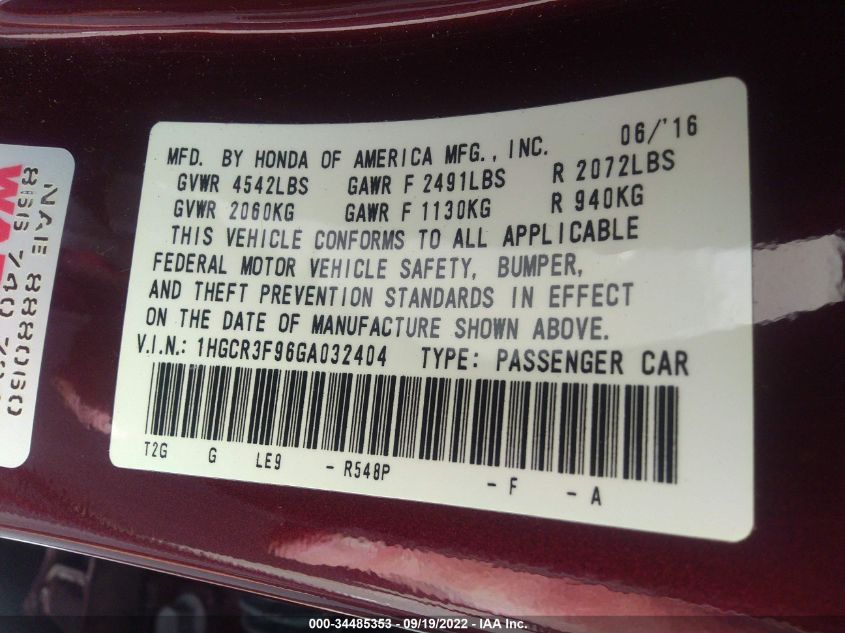 06/'16
MFD. BY HONDA OF AMERICA MFG., INC.
GVWR 4542LBS GAWR F 2491LBS R 2072LBS
GVWR 2060KG GAWR F 1130KG R 940KG
THIS VEHICLE CONFORMS TO ALL APPLICABLE
FEDERAL MOTOR VEHICLE SAFETY, BUMPER,
AND THEFT PREVENTION STANDARDS IN EFFECT
ON THE DATE OF MANUFACTURE SHOWN ABOVE.
V.I.N.: 1HGCR3F96GA032404 TYPE: PASSENGER CAR
T2G G LE9 - R548P - F - A
NAE 888060
000-34485353 - 09/19/2022 - IAA Inc.